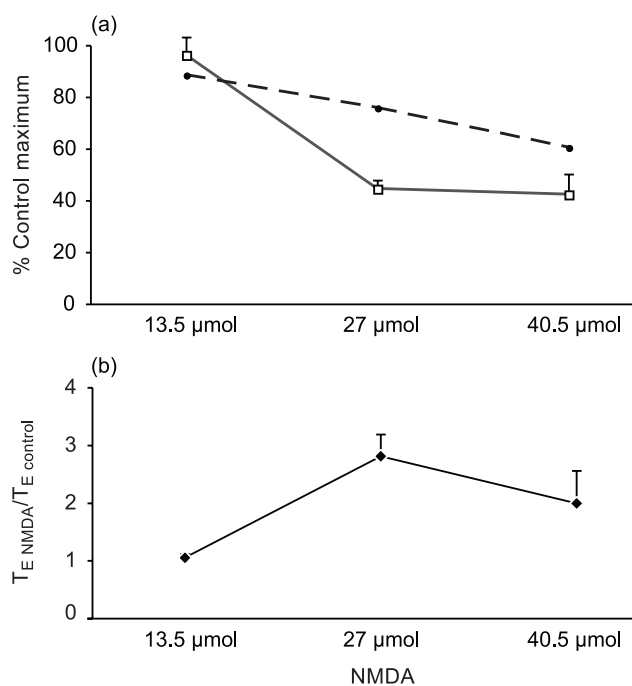 (a)
100
80
60
40
20
0
% Control maximum
13.5 µmol 27 µmol 40.5 µmol
(b)
4
3
2
1
0
T_E NMDA/T_E control
13.5 µmol 27 µmol 40.5 µmol
NMDA